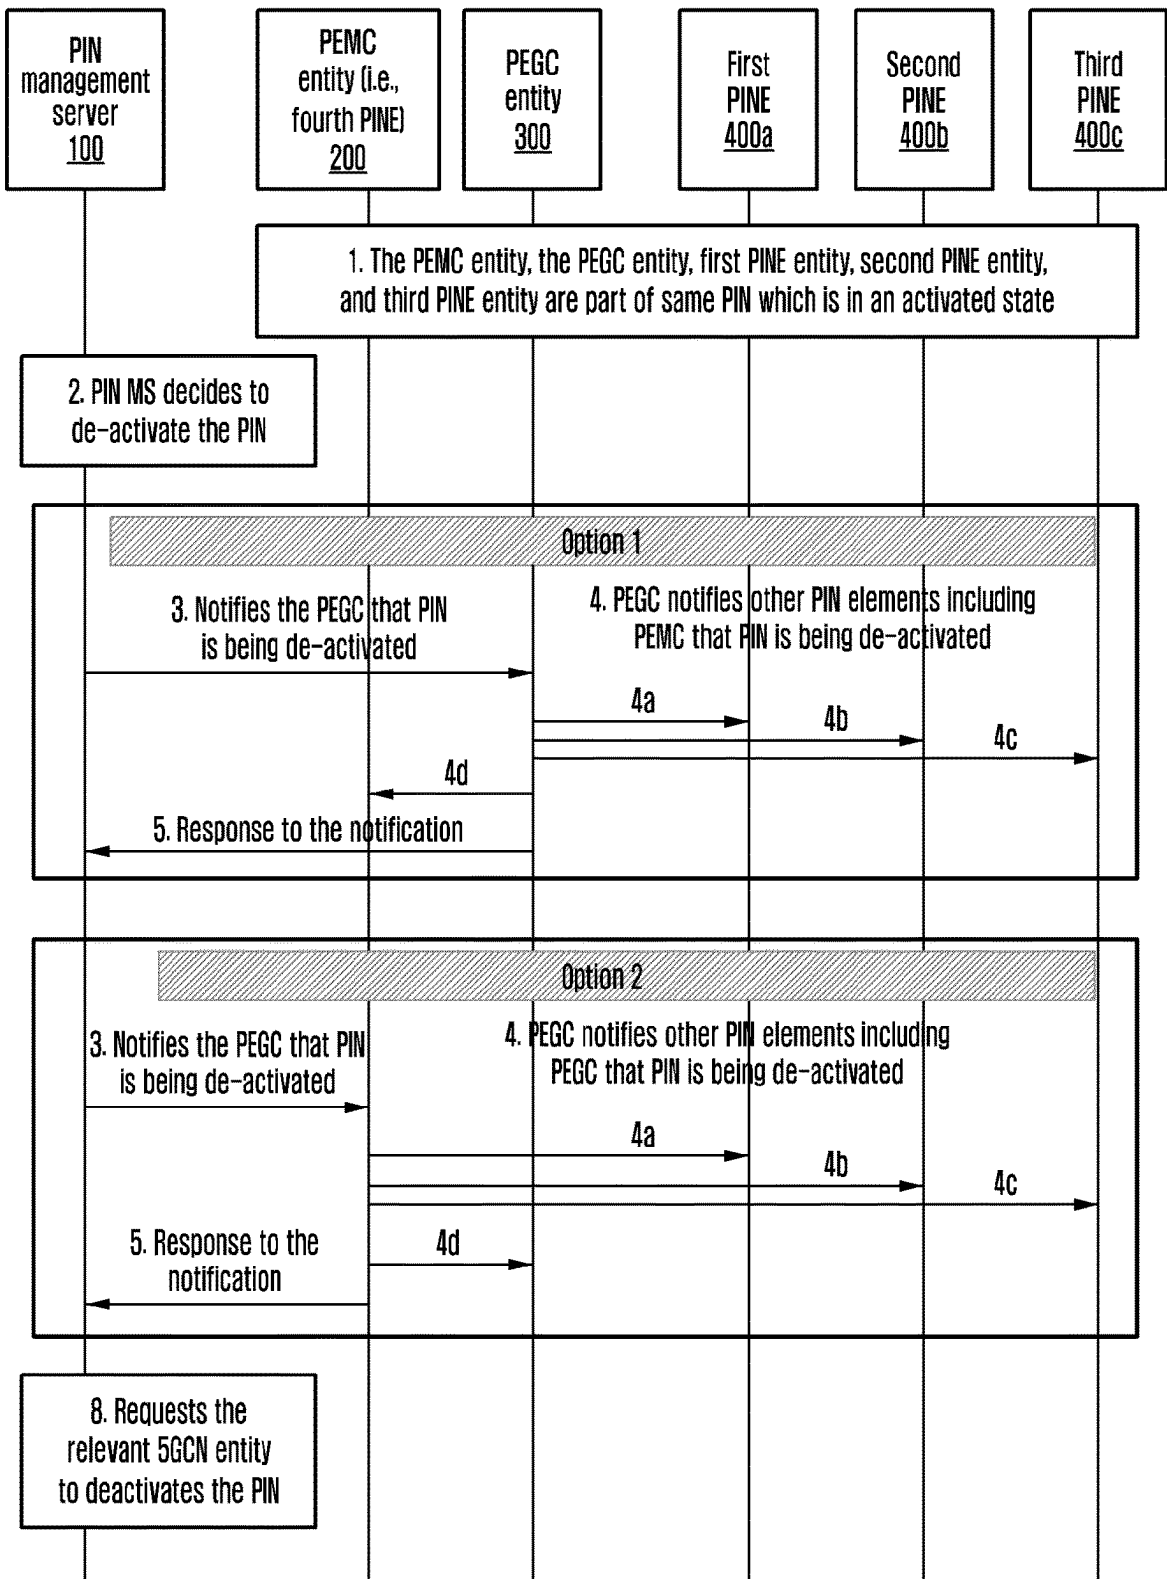 PIN
management
server
100
PEMC
entity (i.e.,
fourth PINE)
200
PEGC
entity
300
First
PINE
400a
Second
PINE
400b
Third
PINE
400c
1. The PEMC entity, the PEGC entity, first PINE entity, second PINE entity,
and third PINE entity are part of same PIN which is in an activated state
2. PIN MS decides to
de-activate the PIN
Option 1
3. Notifies the PEGC that PIN
is being de-activated
4. PEGC notifies other PIN elements including
PEMC that PIN is being de-activated
4a
4b
4c
4d
5. Response to the notification
Option 2
3. Notifies the PEGC that PIN
is being de-activated
4. PEGC notifies other PIN elements including
PEGC that PIN is being de-activated
4a
4b
4c
5. Response to the
notification
4d
8. Requests the
relevant 5GCN entity
to deactivates the PIN